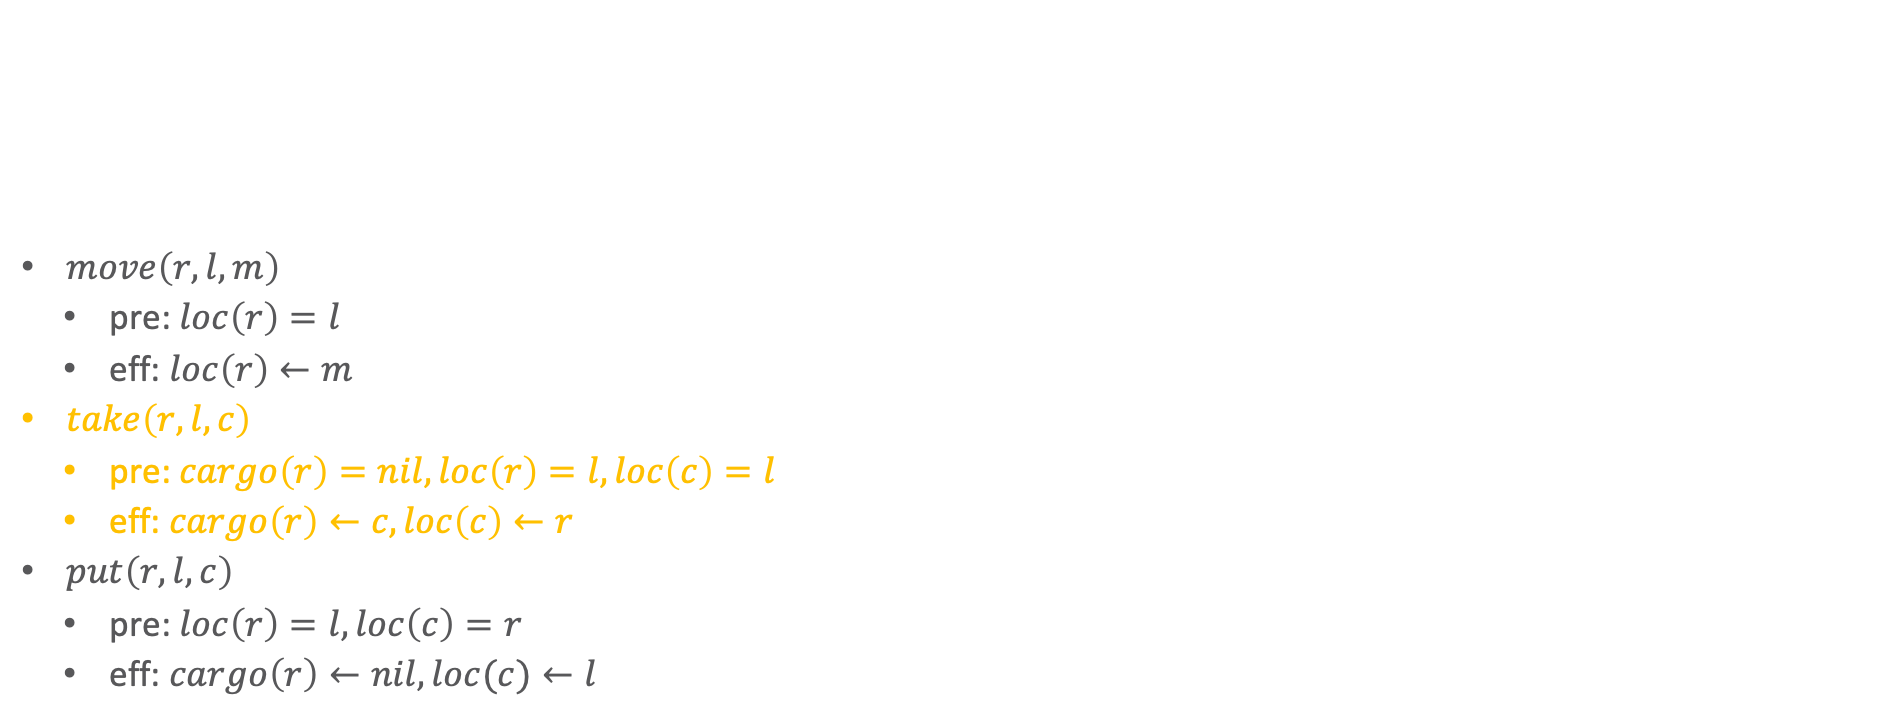 • move(r, l, m)
• pre: loc(r) = l
• eff: loc(r) ← m
• take(r, l, c)
• pre: cargo(r) = nil, loc(r) = l, loc(c) = l
• eff: cargo(r) ← c, loc(c) ← r
• put(r, l, c)
• pre: loc(r) = l, loc(c) = r
• eff: cargo(r) ← nil, loc(c) ← l